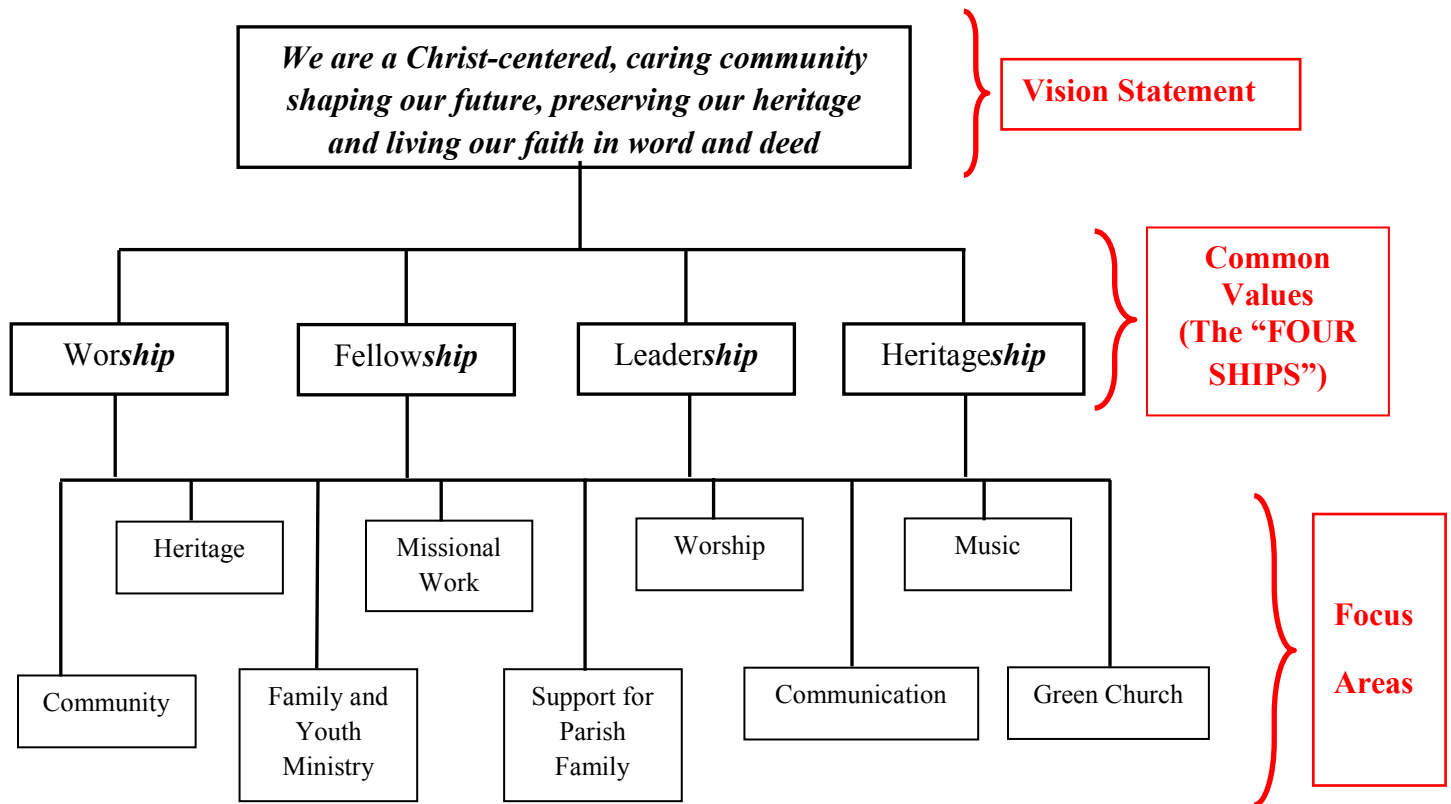 We are a Christ-centered, caring community
shaping our future, preserving our heritage
and living our faith in word and deed
Vision Statement
Worship
Fellowship
Leadership
Heritageship
Common
Values
(The “FOUR
SHIPS”)
Heritage
Missional
Work
Worship
Music
Community
Family and
Youth
Ministry
Support for
Parish
Family
Communication
Green Church
Focus
Areas